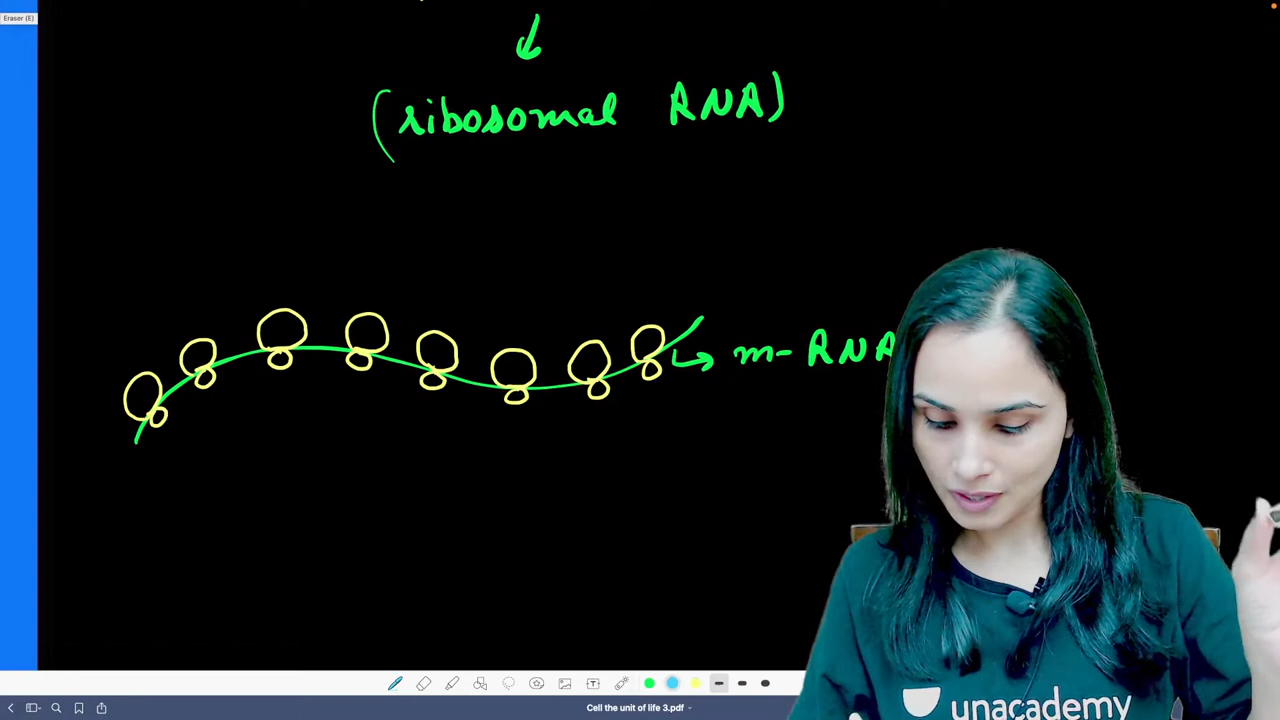 Eraser (E)
(ribosomal RNA)
m-RNA
unacademy
Cell the unit of life 3.pdf